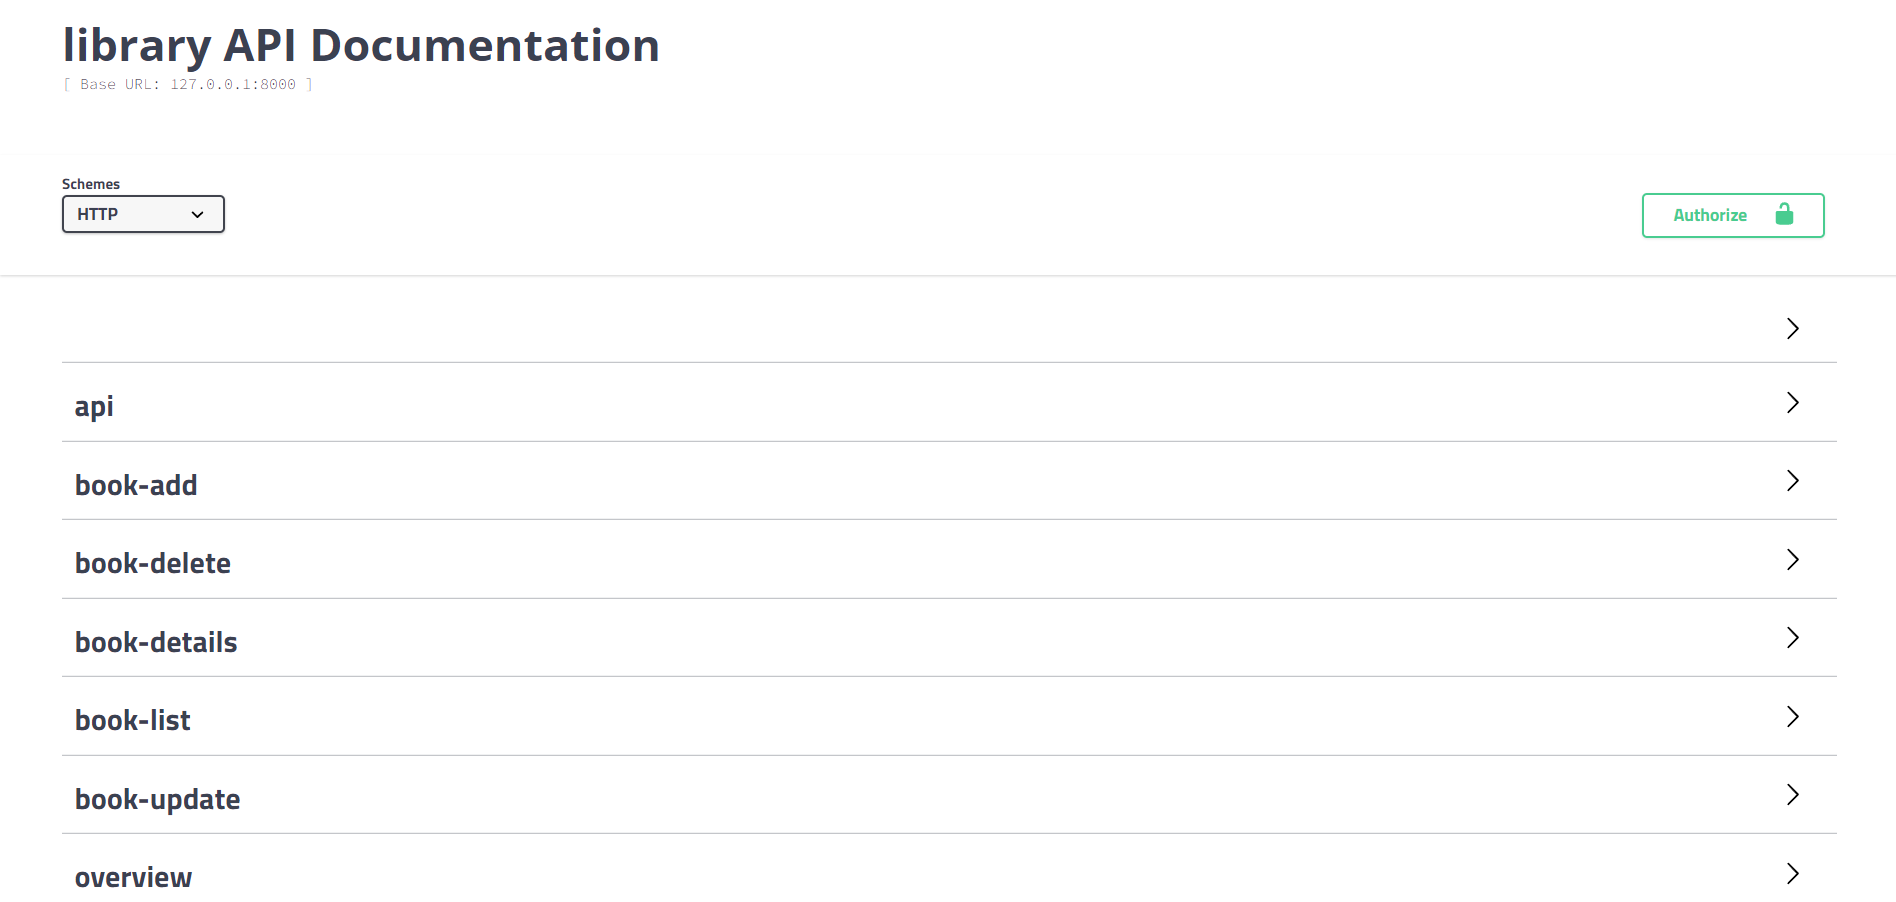 library API Documentation
[ Base URL: 127.0.0.1:8000 ]
Schemes
HTTP
Authorize
api
book-add
book-delete
book-details
book-list
book-update
overview